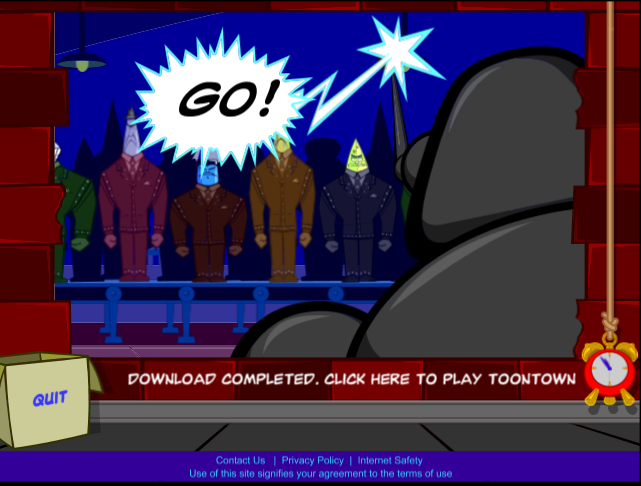 GO!
DOWNLOAD COMPLETED. CLICK HERE TO PLAY TOONTOWN
QUIT
Contact Us | Privacy Policy | Internet Safety
Use of this site signifies your agreement to the terms of use